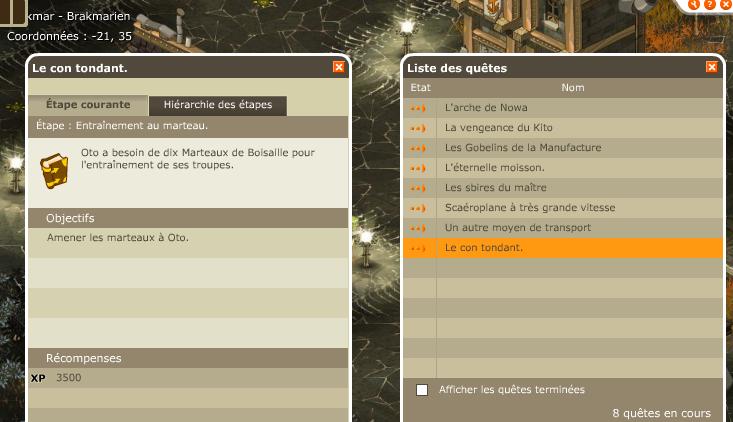 kmar - Brakmarien
Coordonnées : -21, 35
Le con tondant.
Étape courante
Hiérarchie des étapes
Étape : Entraînement au marteau.
Oto a besoin de dix Marteaux de Boisaille pour
l'entraînement de ses troupes.
Objectifs
Amener les marteaux à Oto.
Récompenses
XP 3500
Liste des quêtes
Etat Nom
L'arche de Nowa
La vengeance du Kito
Les Gobelins de la Manufacture
L'éternelle moisson.
Les sbires du maître
Scaéroplane à très grande vitesse
Un autre moyen de transport
Le con tondant.
Afficher les quêtes terminées
8 quêtes en cours